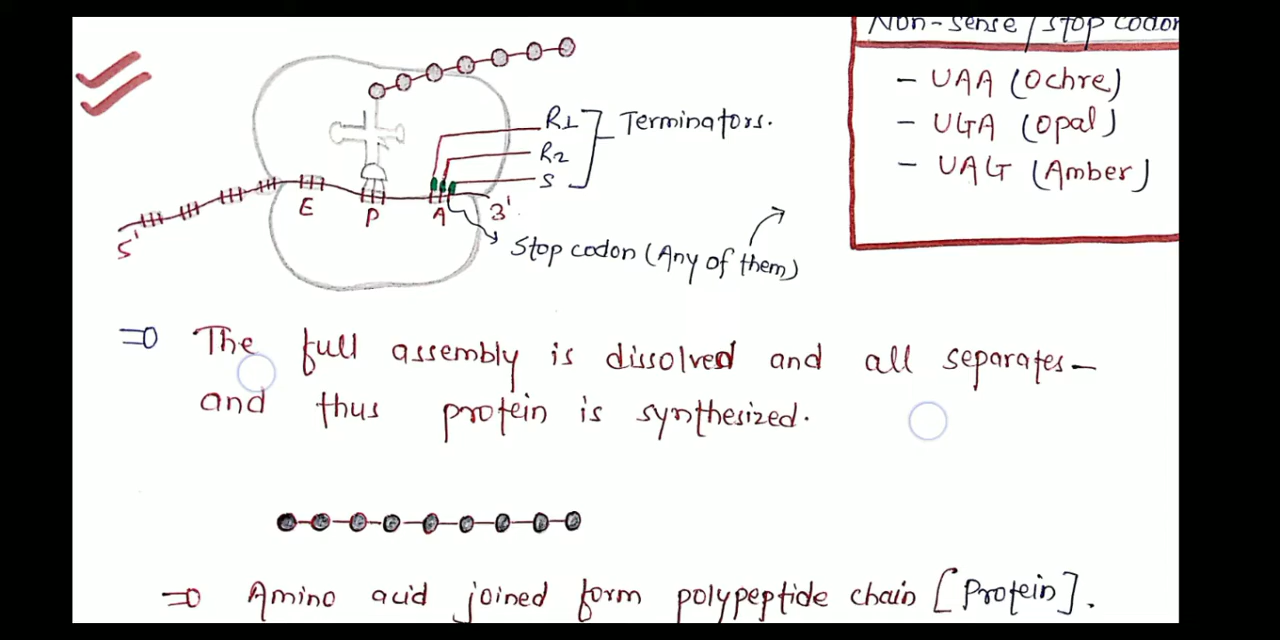 Non-sense/stop codon
- UAA (Ochre)
- UGA (Opal)
- UAG (Amber)
R1
R2
S
Terminators.
5'
E
P
A
3'
Stop codon (Any of them)
⇒ The full assembly is dissolved and all separates-
and thus protein is synthesized.
⇒ Amino acid joined form polypeptide chain [Protein].